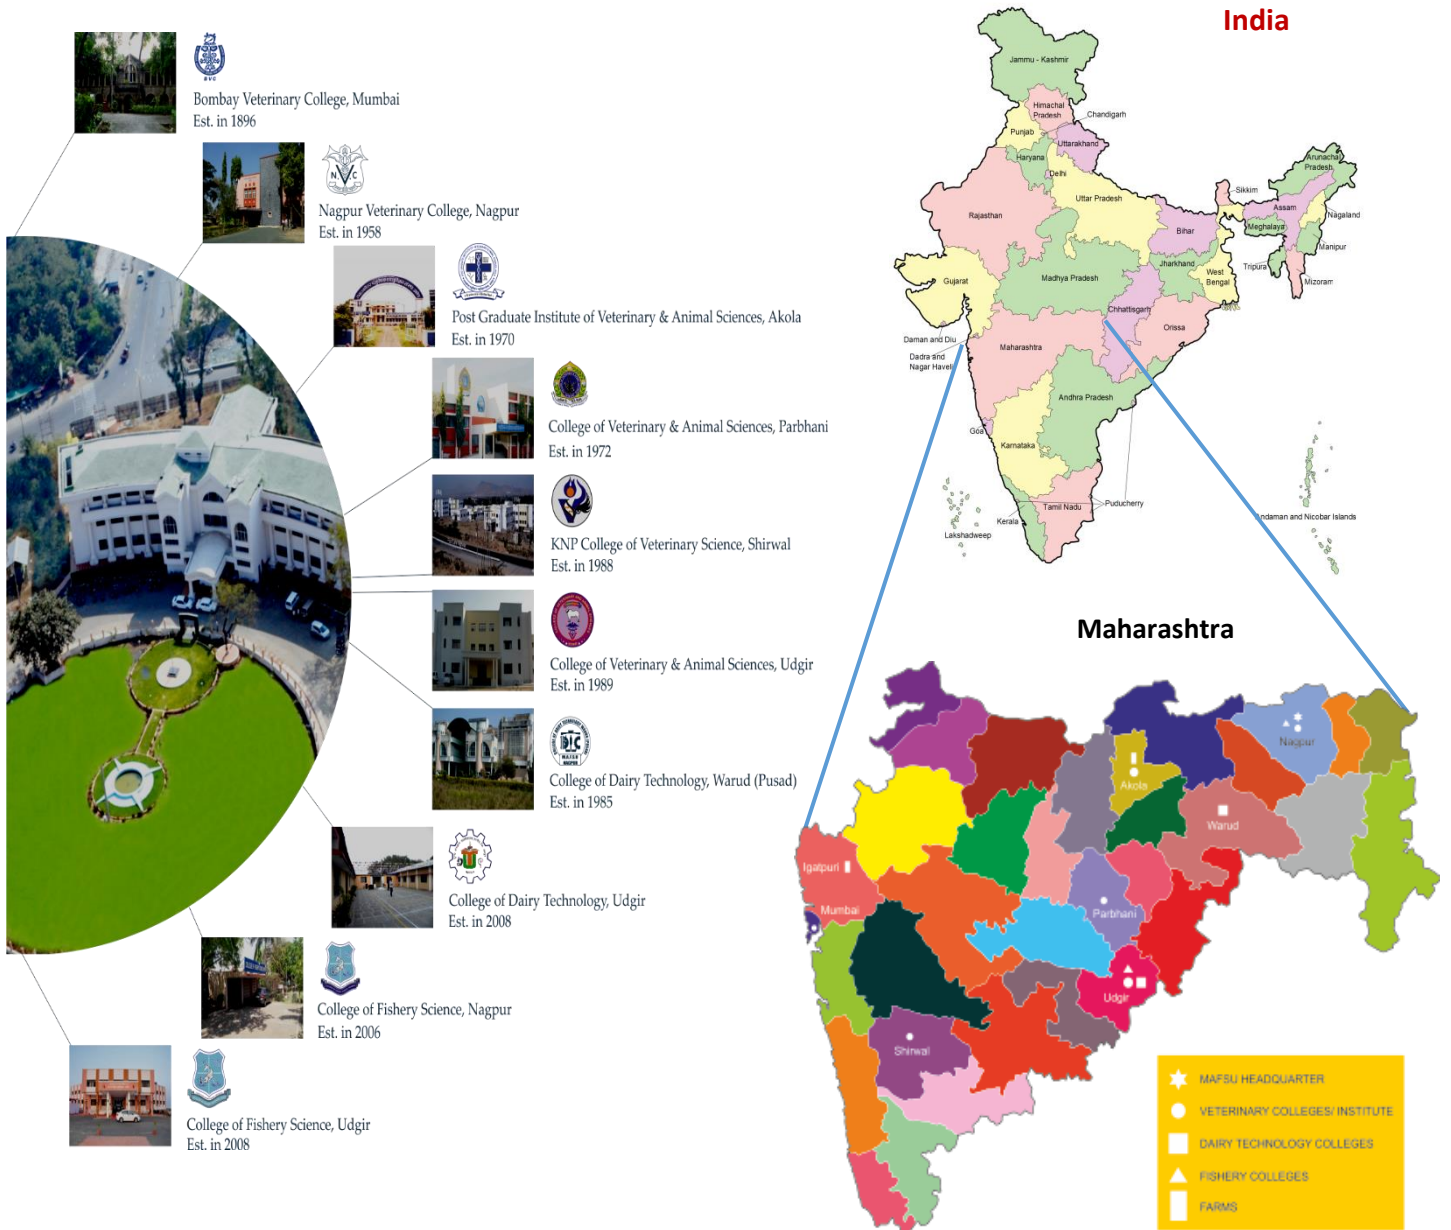 India
BVC
Bombay Veterinary College, Mumbai
Est. in 1896
N V C
Nagpur Veterinary College, Nagpur
Est. in 1958
Post Graduate Institute of Veterinary & Animal Sciences, Akola
Est. in 1970
College of Veterinary & Animal Sciences, Parbhani
Est. in 1972
KNP College of Veterinary Science, Shirwal
Est. in 1988
College of Veterinary & Animal Sciences, Udgir
Est. in 1989
College of Dairy Technology, Warud (Pusad)
Est. in 1985
College of Dairy Technology, Udgir
Est. in 2008
College of Fishery Science, Nagpur
Est. in 2006
College of Fishery Science, Udgir
Est. in 2008
Jammu - Kashmir
Himachal
Pradesh
Chandigarh
Punjab
Uttarakhand
Haryana
Delhi
Arunachal
Pradesh
Sikkim
Uttar Pradesh
Assam
Rajasthan
Nagaland
Bihar
Meghalaya
Manipur
Jharkhand
West
Bengal
Tripura
Mizoram
Gujarat
Madhya Pradesh
Chhattisgarh
Orissa
Daman and Diu
Dadra and
Nagar Haveli
Maharashtra
Andhra Pradesh
Goa
Karnataka
Puducherry
Tamil Nadu
Kerala
Lakshadweep
Andaman and Nicobar Islands
Maharashtra
Nagpur
Akola
Warud
Igatpuri
Mumbai
Parbhani
Udgir
Shirwal
MAFSU HEADQUARTER
VETERINARY COLLEGES/ INSTITUTE
DAIRY TECHNOLOGY COLLEGES
FISHERY COLLEGES
FARMS